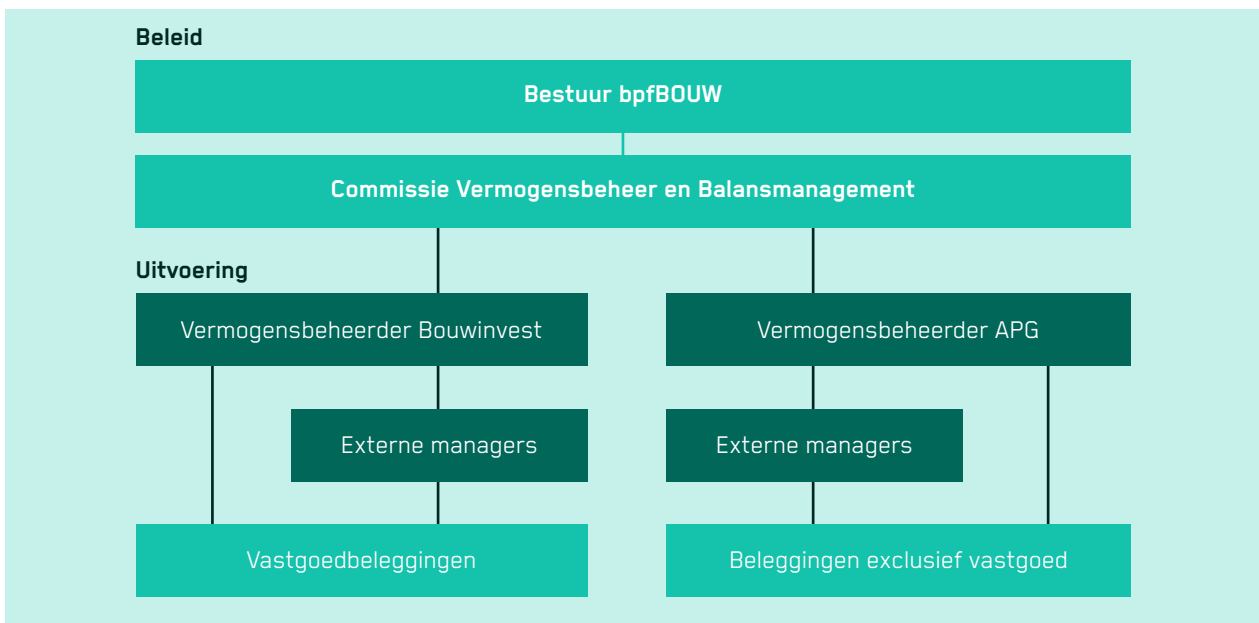 Beleid
Bestuur bpfBOUW
Commissie Vermogensbeheer en Balansmanagement
Uitvoering
Vermogensbeheerder Bouwinvest
Vermogensbeheerder APG
Externe managers
Externe managers
Vastgoedbeleggingen
Beleggingen exclusief vastgoed